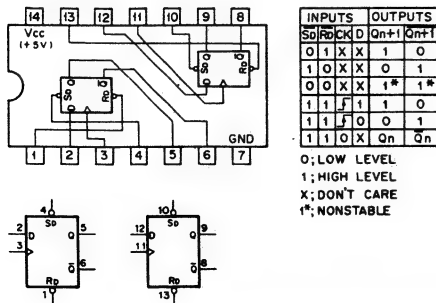 14 13 12 11 10 9 8
Vcc
(+5V)
Q Q̄
SD RD
D
Q Q̄
SD RD
D
GND
1 2 3 4 5 6 7
INPUTS OUTPUTS
S̄D R̄D CK D Qn+1 Q̄n+1
0 1 X X 1 0
1 0 X X 0 1
0 0 X X 1* 1*
1 1 1 1 0
1 1 0 0 1
1 1 0 X Qn Q̄n
0; LOW LEVEL
1; HIGH LEVEL
X; DON'T CARE
1*; NONSTABLE
4 10
SD SD
2 D Q 5 12 D Q 9
3 11
Q̄ 6 Q̄ 8
RD RD
1 13